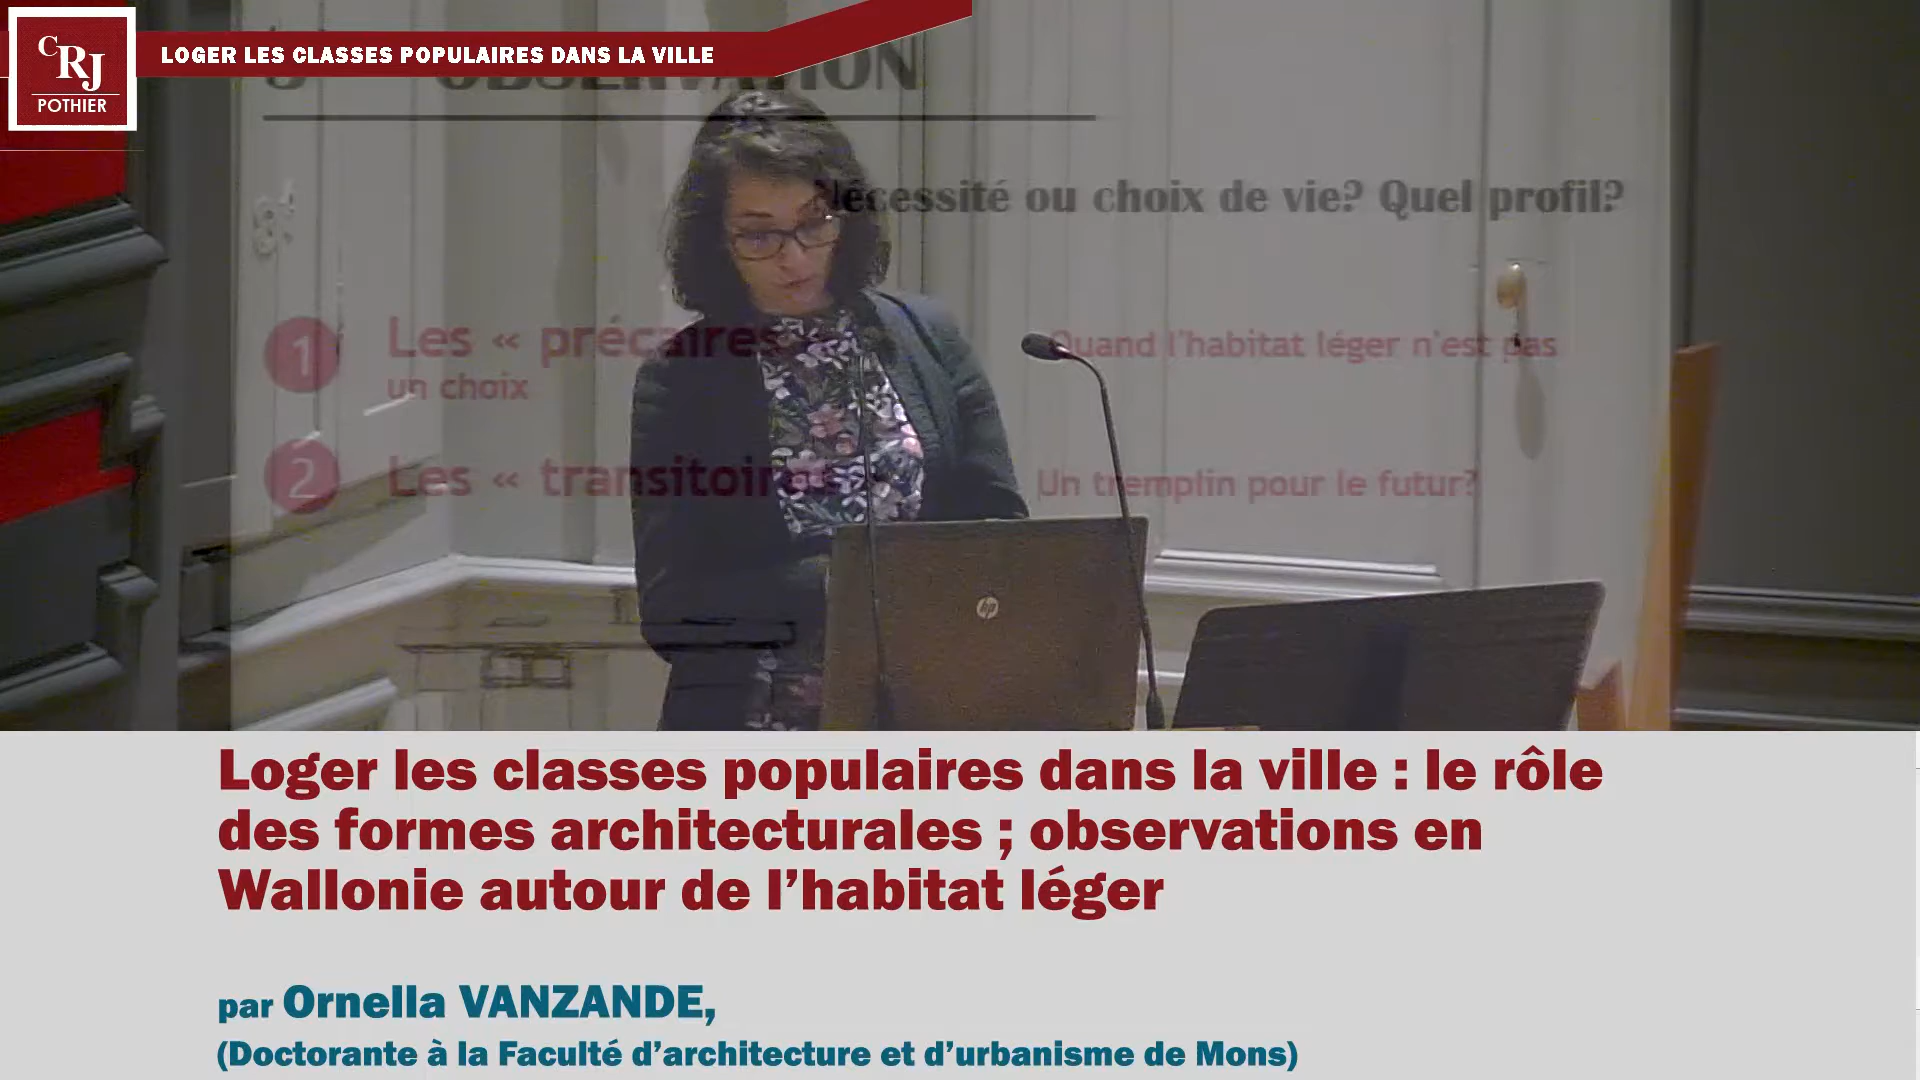 CRJ
POTHIER
LOGER LES CLASSES POPULAIRES DANS LA VILLE
OBSERVATION
Nécessité ou choix de vie? Quel profil?
1 Les « précaires Quand l'habitat léger n'est pas
un choix
2 Les « transitoires Un tremplin pour le futur?
hp
Loger les classes populaires dans la ville : le rôle
des formes architecturales ; observations en
Wallonie autour de l’habitat léger
par Ornella VANZANDE,
(Doctorante à la Faculté d’architecture et d’urbanisme de Mons)